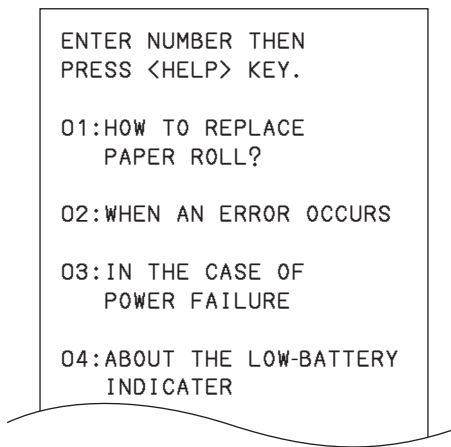 ENTER NUMBER THEN
PRESS <HELP> KEY.
01:HOW TO REPLACE
PAPER ROLL?
02:WHEN AN ERROR OCCURS
03:IN THE CASE OF
POWER FAILURE
04:ABOUT THE LOW-BATTERY
INDICATER